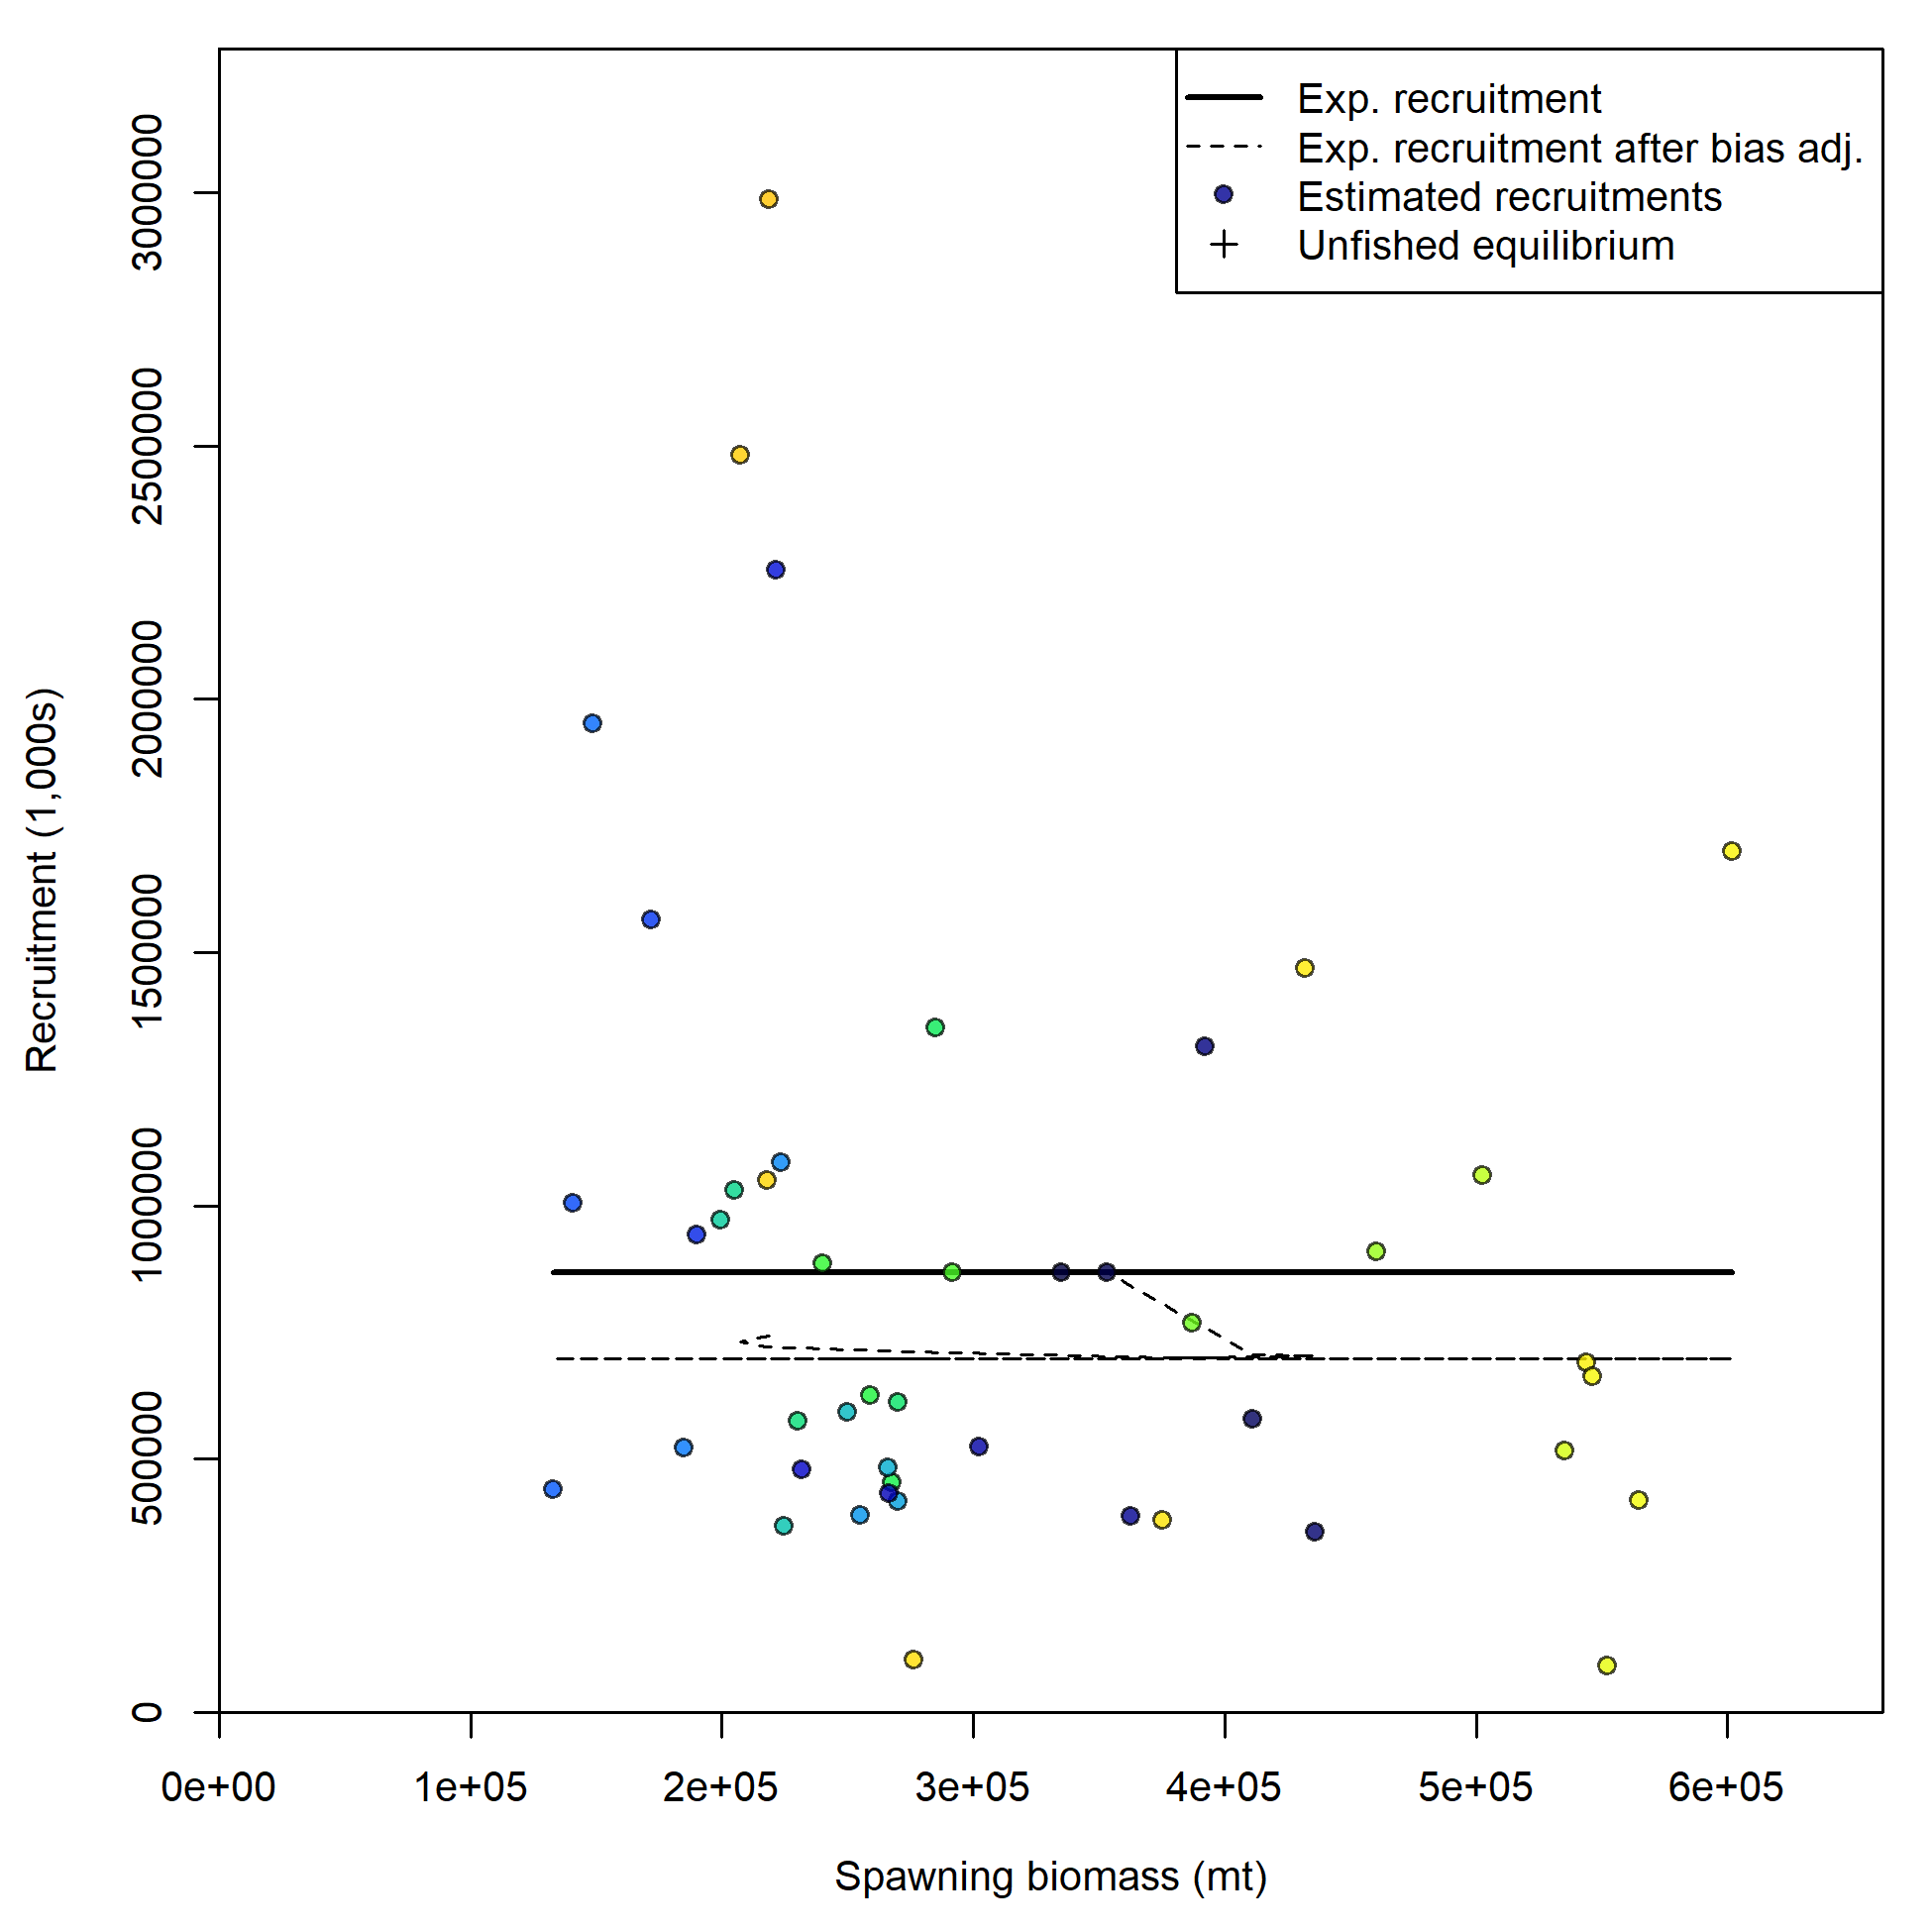 Exp. recruitment
Exp. recruitment after bias adj.
Estimated recruitments
Unfished equilibrium
3000000
2500000
2000000
1500000
1000000
500000
0
Recruitment (1,000s)
0e+00 1e+05 2e+05 3e+05 4e+05 5e+05 6e+05
Spawning biomass (mt)